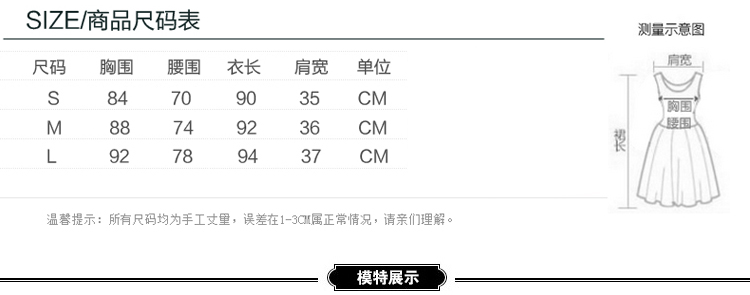 SIZE/商品尺码表
尺码 胸围 腰围 衣长 肩宽 单位
S 84 70 90 35 CM
M 88 74 92 36 CM
L 92 78 94 37 CM
温馨提示：所有尺码均为手工丈量，误差在1-3CM属正常情况，请亲们理解。
测量示意图
肩宽
胸围
腰围
裙长
模特展示